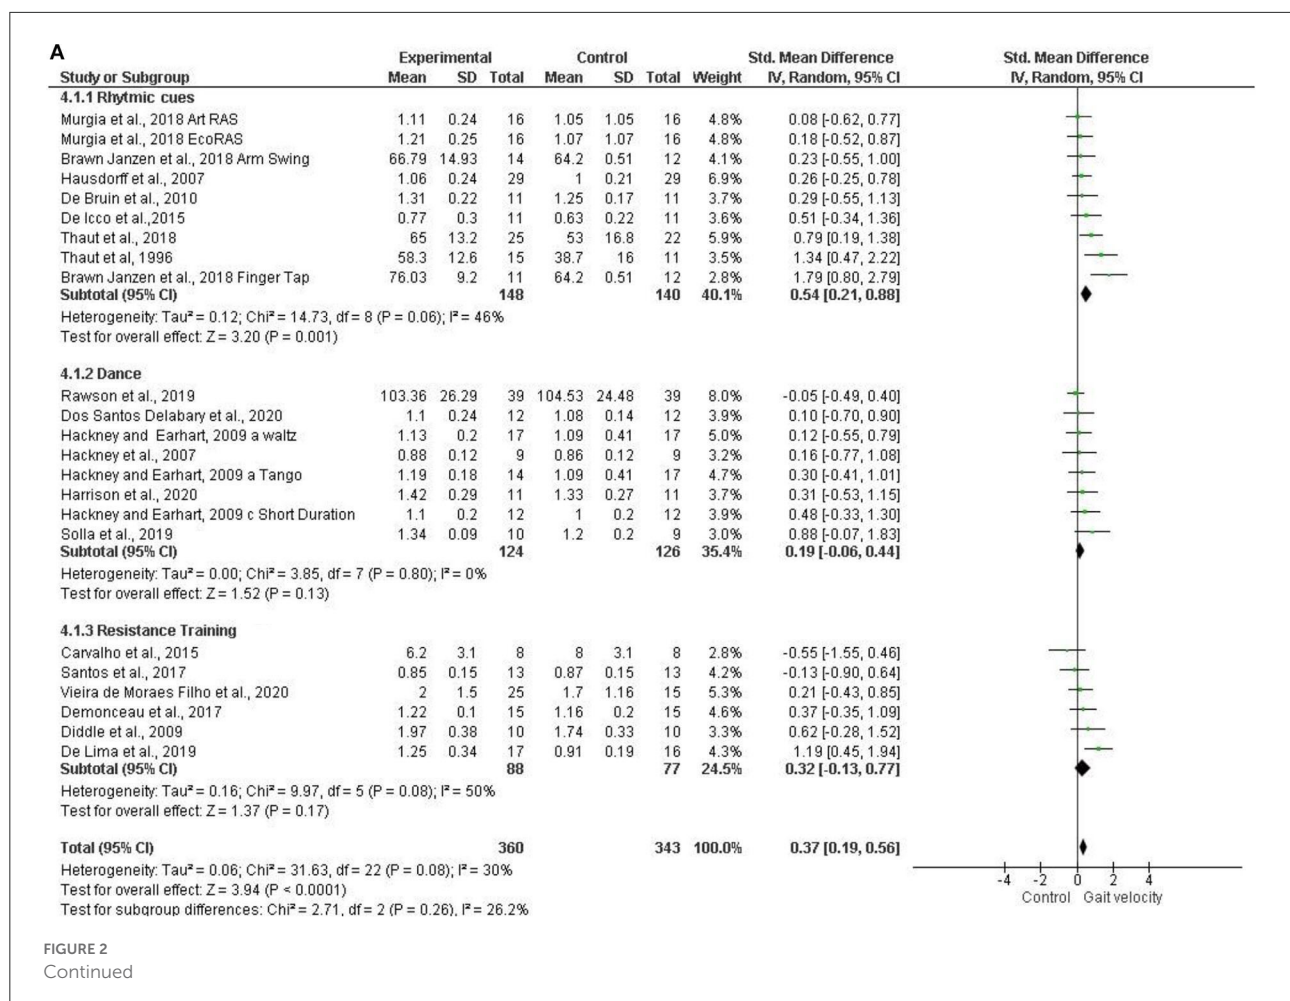 A
Experimental Control Std. Mean Difference Std. Mean Difference
Study or Subgroup Mean SD Total Mean SD Total Weight IV, Random, 95% CI IV, Random, 95% CI
4.1.1 Rhytmic cues
Murgia et al., 2018 Art RAS 1.11 0.24 16 1.05 1.05 16 4.8% 0.08 [-0.62, 0.77]
Murgia et al., 2018 EcoRAS 1.21 0.25 16 1.07 1.07 16 4.8% 0.18 [-0.52, 0.87]
Brawn Janzen et al., 2018 Arm Swing 66.79 14.93 14 64.2 0.51 12 4.1% 0.23 [-0.55, 1.00]
Hausdorff et al., 2007 1.06 0.24 29 1 0.21 29 6.9% 0.26 [-0.25, 0.78]
De Bruin et al., 2010 1.31 0.22 11 1.25 0.17 11 3.7% 0.29 [-0.55, 1.13]
De Icco et al.,2015 0.77 0.3 11 0.63 0.22 11 3.6% 0.51 [-0.34, 1.36]
Thaut et al., 2018 65 13.2 25 53 16.8 22 5.9% 0.79 [0.19, 1.38]
Thaut et al, 1996 58.3 12.6 15 38.7 16 11 3.5% 1.34 [0.47, 2.22]
Brawn Janzen et al., 2018 Finger Tap 76.03 9.2 11 64.2 0.51 12 2.8% 1.79 [0.80, 2.79]
Subtotal (95% CI) 148 140 40.1% 0.54 [0.21, 0.88]
Heterogeneity: Tau² = 0.12; Chi² = 14.73, df = 8 (P = 0.06); I² = 46%
Test for overall effect: Z = 3.20 (P = 0.001)
4.1.2 Dance
Rawson et al., 2019 103.36 26.29 39 104.53 24.48 39 8.0% -0.05 [-0.49, 0.40]
Dos Santos Delabary et al., 2020 1.1 0.24 12 1.08 0.14 12 3.9% 0.10 [-0.70, 0.90]
Hackney and Earhart, 2009 a waltz 1.13 0.2 17 1.09 0.41 17 5.0% 0.12 [-0.55, 0.79]
Hackney et al., 2007 0.88 0.12 9 0.86 0.12 9 3.2% 0.16 [-0.77, 1.08]
Hackney and Earhart, 2009 a Tango 1.19 0.18 14 1.09 0.41 17 4.7% 0.30 [-0.41, 1.01]
Harrison et al., 2020 1.42 0.29 11 1.33 0.27 11 3.7% 0.31 [-0.53, 1.15]
Hackney and Earhart, 2009 c Short Duration 1.1 0.2 12 1 0.2 12 3.9% 0.48 [-0.33, 1.30]
Solla et al., 2019 1.34 0.09 10 1.2 0.2 9 3.0% 0.88 [-0.07, 1.83]
Subtotal (95% CI) 124 126 35.4% 0.19 [-0.06, 0.44]
Heterogeneity: Tau² = 0.00; Chi² = 3.85, df = 7 (P = 0.80); I² = 0%
Test for overall effect: Z = 1.52 (P = 0.13)
4.1.3 Resistance Training
Carvalho et al., 2015 6.2 3.1 8 8 3.1 8 2.8% -0.55 [-1.55, 0.46]
Santos et al., 2017 0.85 0.15 13 0.87 0.15 13 4.2% -0.13 [-0.90, 0.64]
Vieira de Moraes Filho et al., 2020 2 1.5 25 1.7 1.16 15 5.3% 0.21 [-0.43, 0.85]
Demonceau et al., 2017 1.22 0.1 15 1.16 0.2 15 4.6% 0.37 [-0.35, 1.09]
Diddle et al., 2009 1.97 0.38 10 1.74 0.33 10 3.3% 0.62 [-0.28, 1.52]
De Lima et al., 2019 1.25 0.34 17 0.91 0.19 16 4.3% 1.19 [0.45, 1.94]
Subtotal (95% CI) 88 77 24.5% 0.32 [-0.13, 0.77]
Heterogeneity: Tau² = 0.16; Chi² = 9.97, df = 5 (P = 0.08); I² = 50%
Test for overall effect: Z = 1.37 (P = 0.17)
Total (95% CI) 360 343 100.0% 0.37 [0.19, 0.56]
Heterogeneity: Tau² = 0.06; Chi² = 31.63, df = 22 (P = 0.08); I² = 30%
Test for overall effect: Z = 3.94 (P < 0.0001)
Test for subgroup differences: Chi² = 2.71, df = 2 (P = 0.26), I² = 26.2%
-4 -2 0 2 4
Control Gait velocity
FIGURE 2
Continued